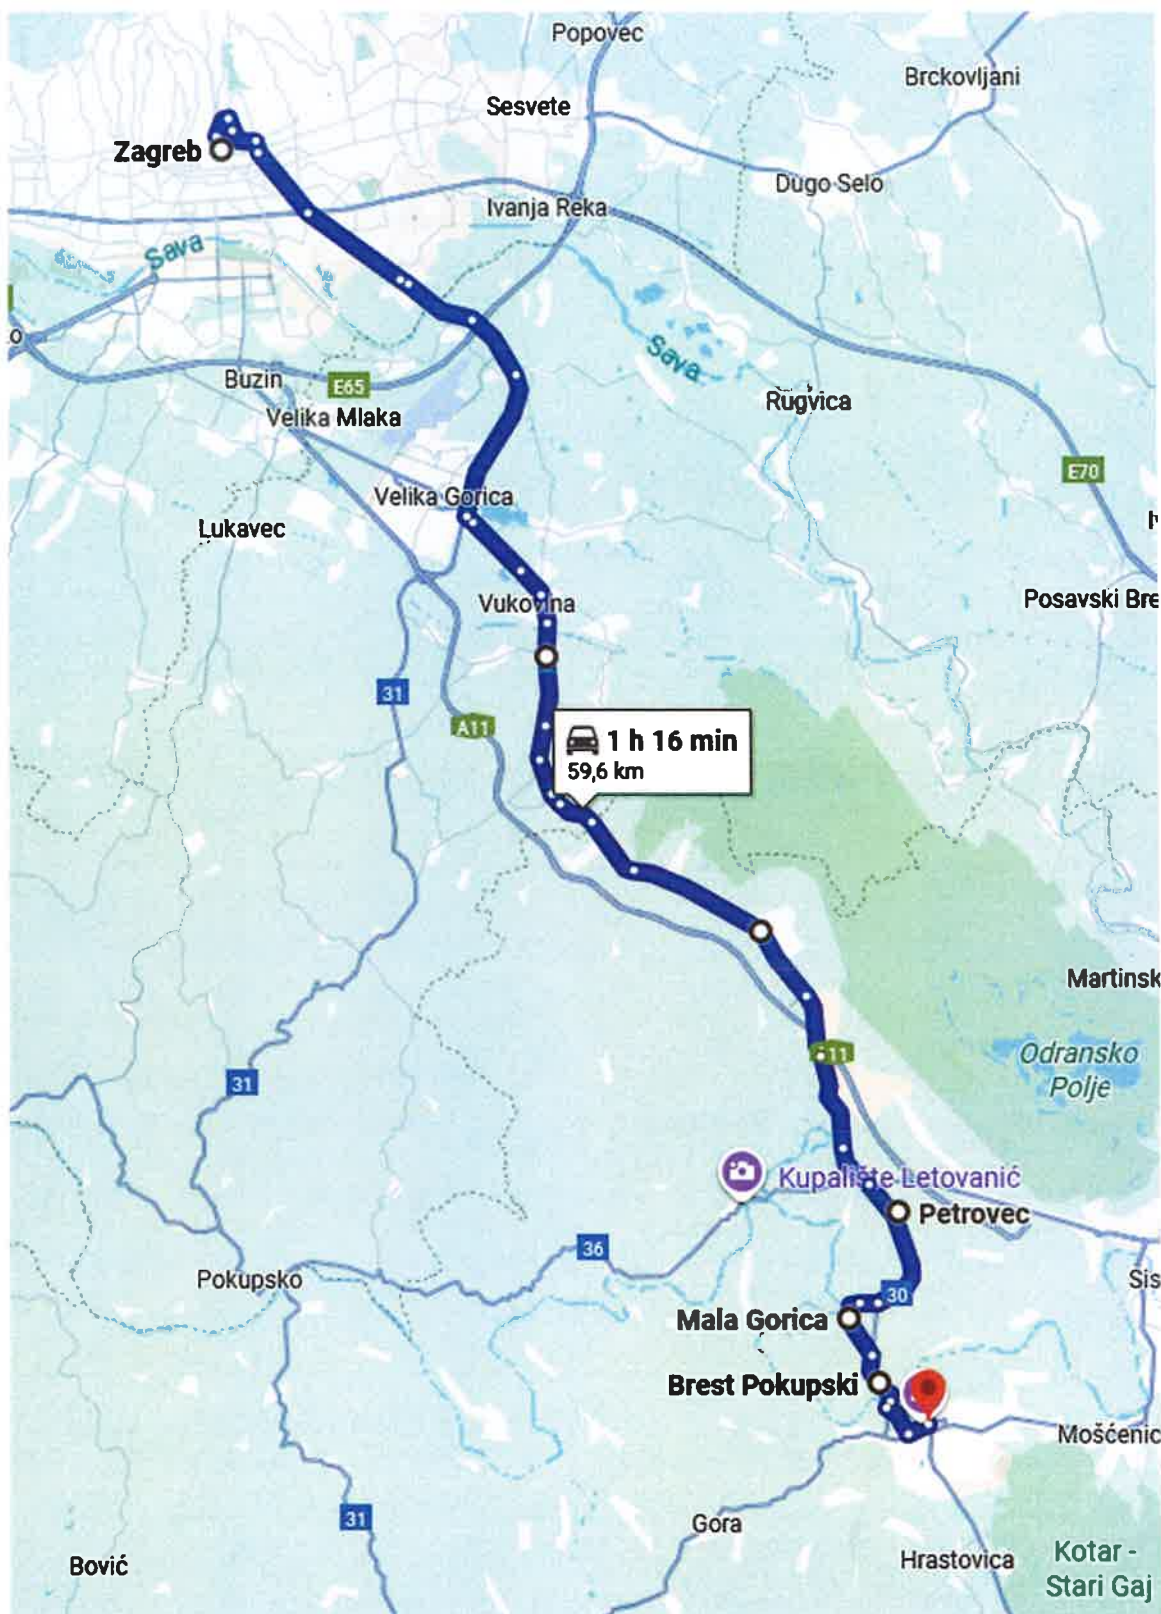 Popovec
Brckovljani
Sesvete
Zagreb
Dugo Selo
Ivanja Reka
Sava
Sava
Buzin
E65
Rugvica
Velika Mlaka
E70
Velika Gorica
Lukavec
Posavski Bre
Vukovina
31
A11
1 h 16 min
59,6 km
Martinsk
11
Odransko
Polje
31
Kupalište Letovanić
Petrovec
36
Pokupsko
Sis
30
Mala Gorica
Brest Pokupski
Mošćenic
31
Gora
Hrastovica
Kotar -
Stari Gaj
Bović